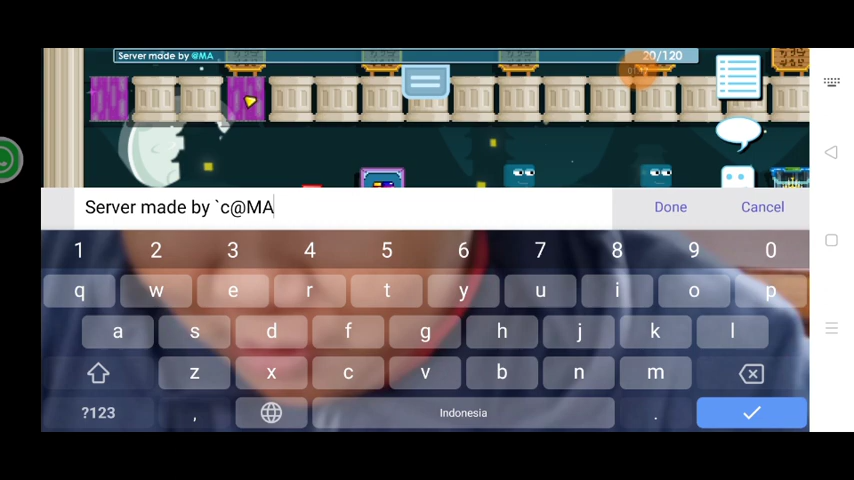 Server made by @MA
20/120
Server made by `c@MA
Done
Cancel
1 2 3 4 5 6 7 8 9 0
q w e r t y u i o p
a s d f g h j k l
z x c v b n m
?123 , Indonesia .